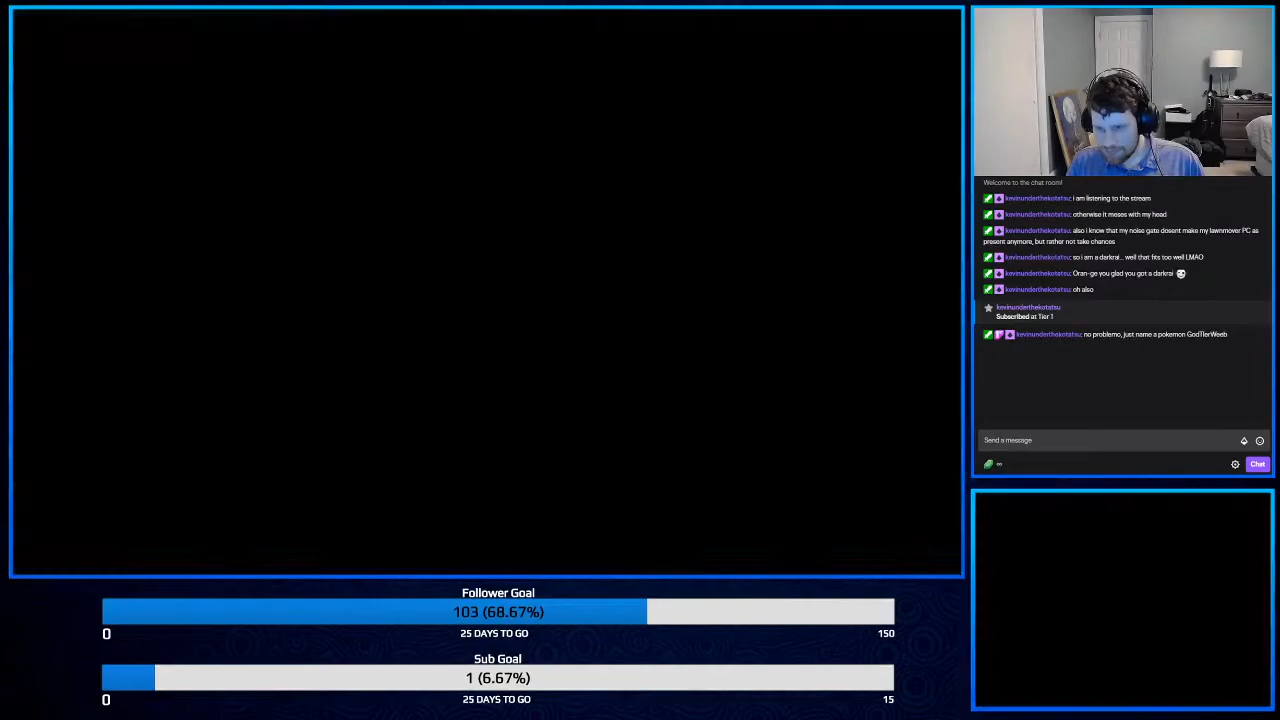 Welcome to the chat room!
kevinunderthekotatsu: i am listening to the stream
kevinunderthekotatsu: otherwise it meses with my head
kevinunderthekotatsu: also i know that my noise gate dosent make my lawnmover PC as
present anymore, but rather not take chances
kevinunderthekotatsu: so i am a darkrai... well that fits too well LMAO
kevinunderthekotatsu: Oran-ge you glad you got a darkrai
kevinunderthekotatsu: oh also
kevinunderthekotatsu
Subscribed at Tier 1
kevinunderthekotatsu: no problemo, just name a pokemon GodTIerWeeb
Send a message
∞
Chat
Follower Goal
103 (68.67%)
0 25 DAYS TO GO 150
Sub Goal
1 (6.67%)
0 25 DAYS TO GO 15